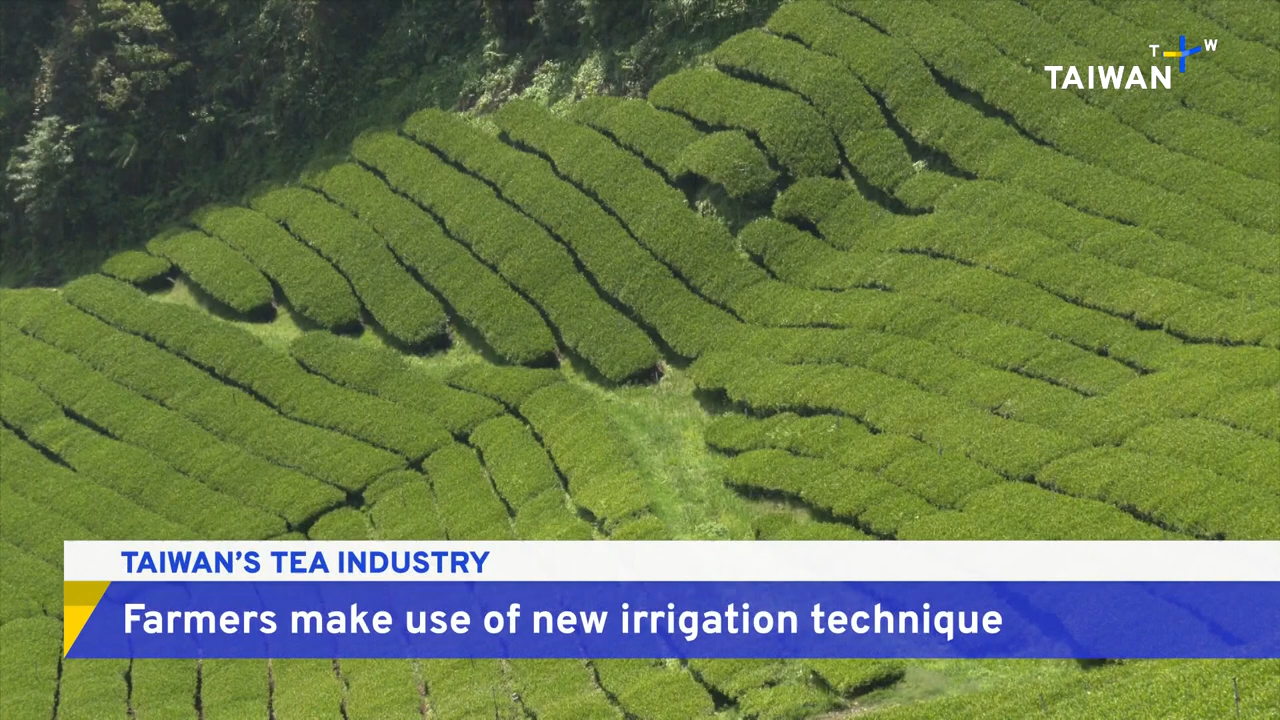 T W
TAIWAN
TAIWAN'S TEA INDUSTRY
Farmers make use of new irrigation technique